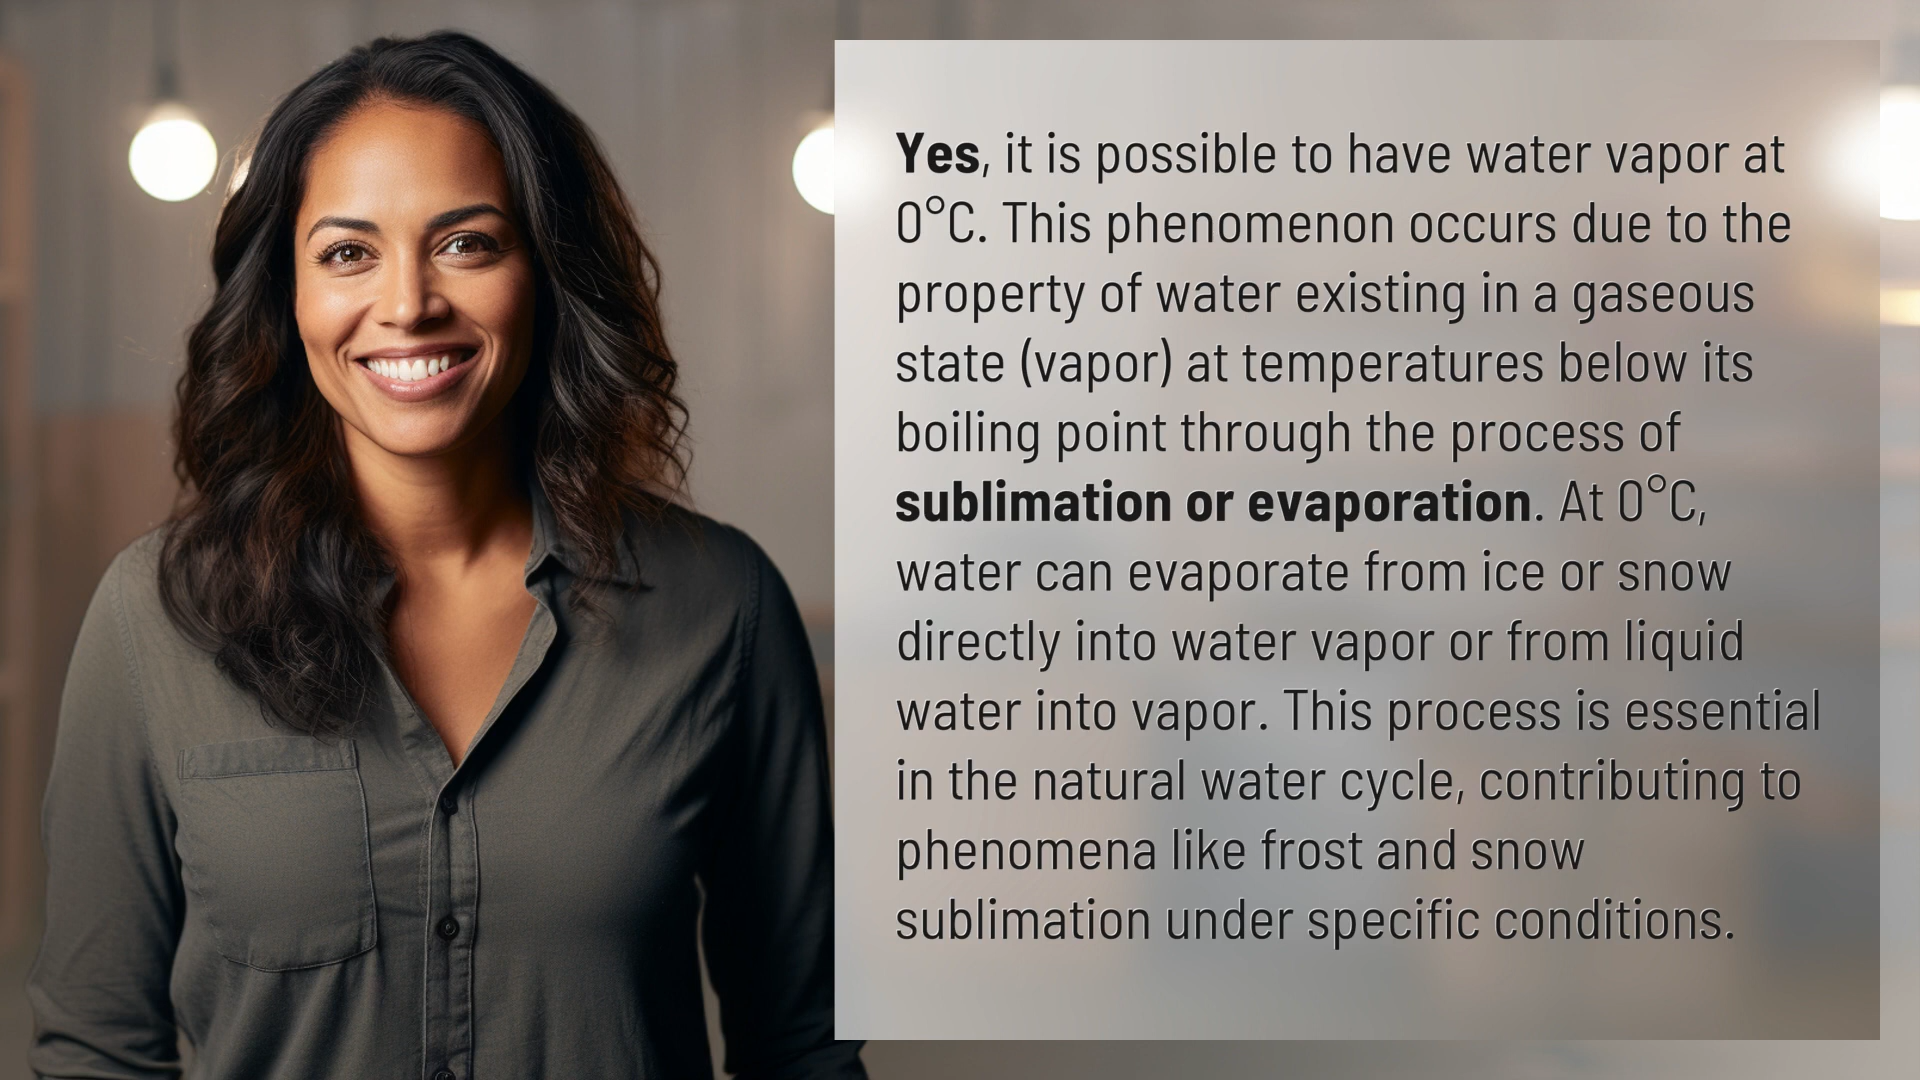 Yes, it is possible to have water vapor at
0°C. This phenomenon occurs due to the
property of water existing in a gaseous
state (vapor) at temperatures below its
boiling point through the process of
sublimation or evaporation. At 0°C,
water can evaporate from ice or snow
directly into water vapor or from liquid
water into vapor. This process is essential
in the natural water cycle, contributing to
phenomena like frost and snow
sublimation under specific conditions.